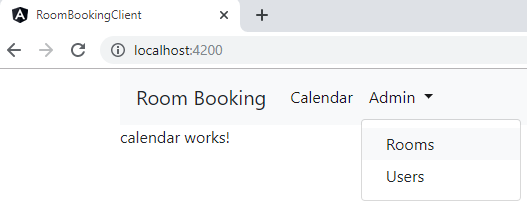 RoomBookingClient
localhost:4200
Room Booking Calendar Admin
calendar works!
Rooms
Users